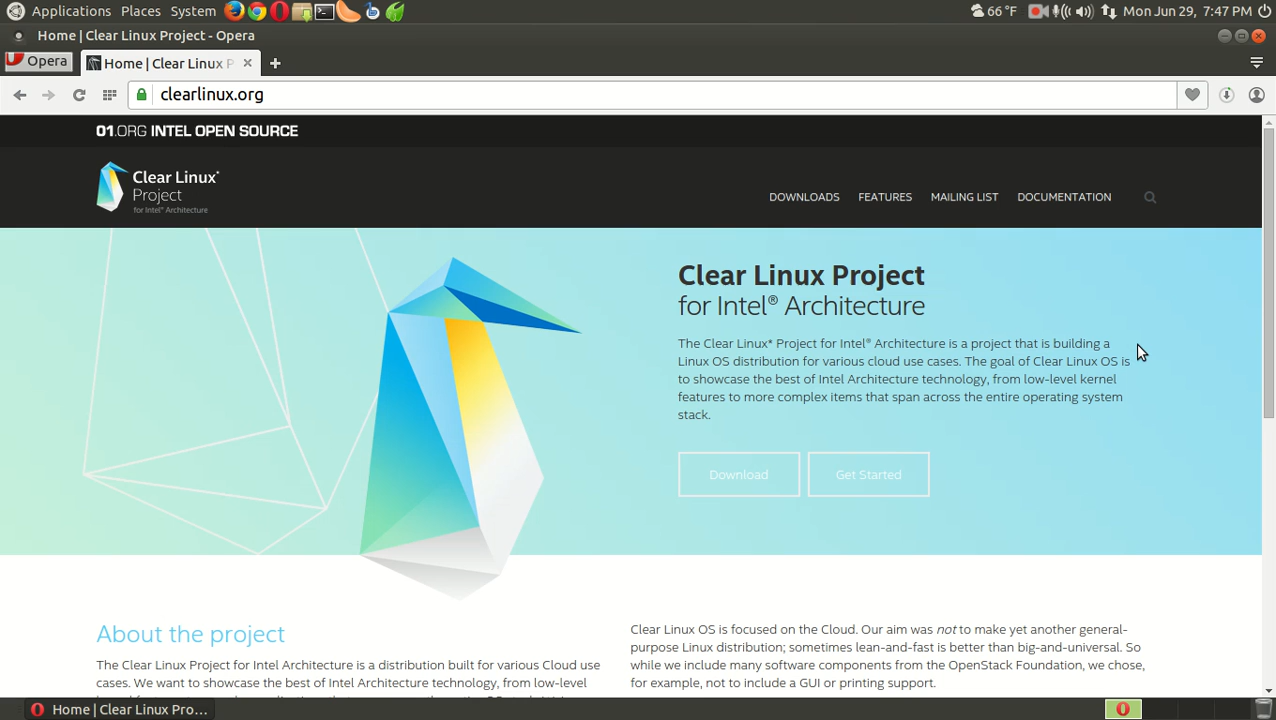 Applications Places System 66 °F Mon Jun 29, 7:47 PM
Home | Clear Linux Project - Opera
Opera Home | Clear Linux P
clearlinux.org
01.ORG INTEL OPEN SOURCE
Clear Linux*
Project
for Intel® Architecture
DOWNLOADS FEATURES MAILING LIST DOCUMENTATION
Clear Linux Project
for Intel® Architecture
The Clear Linux* Project for Intel® Architecture is a project that is building a
Linux OS distribution for various cloud use cases. The goal of Clear Linux OS is
to showcase the best of Intel Architecture technology, from low-level kernel
features to more complex items that span across the entire operating system
stack.
Download Get Started
About the project
The Clear Linux Project for Intel Architecture is a distribution built for various Cloud use
cases. We want to showcase the best of Intel Architecture technology, from low-level
Clear Linux OS is focused on the Cloud. Our aim was not to make yet another general-
purpose Linux distribution; sometimes lean-and-fast is better than big-and-universal. So
while we include many software components from the OpenStack Foundation, we chose,
for example, not to include a GUI or printing support.
Home | Clear Linux Pro...